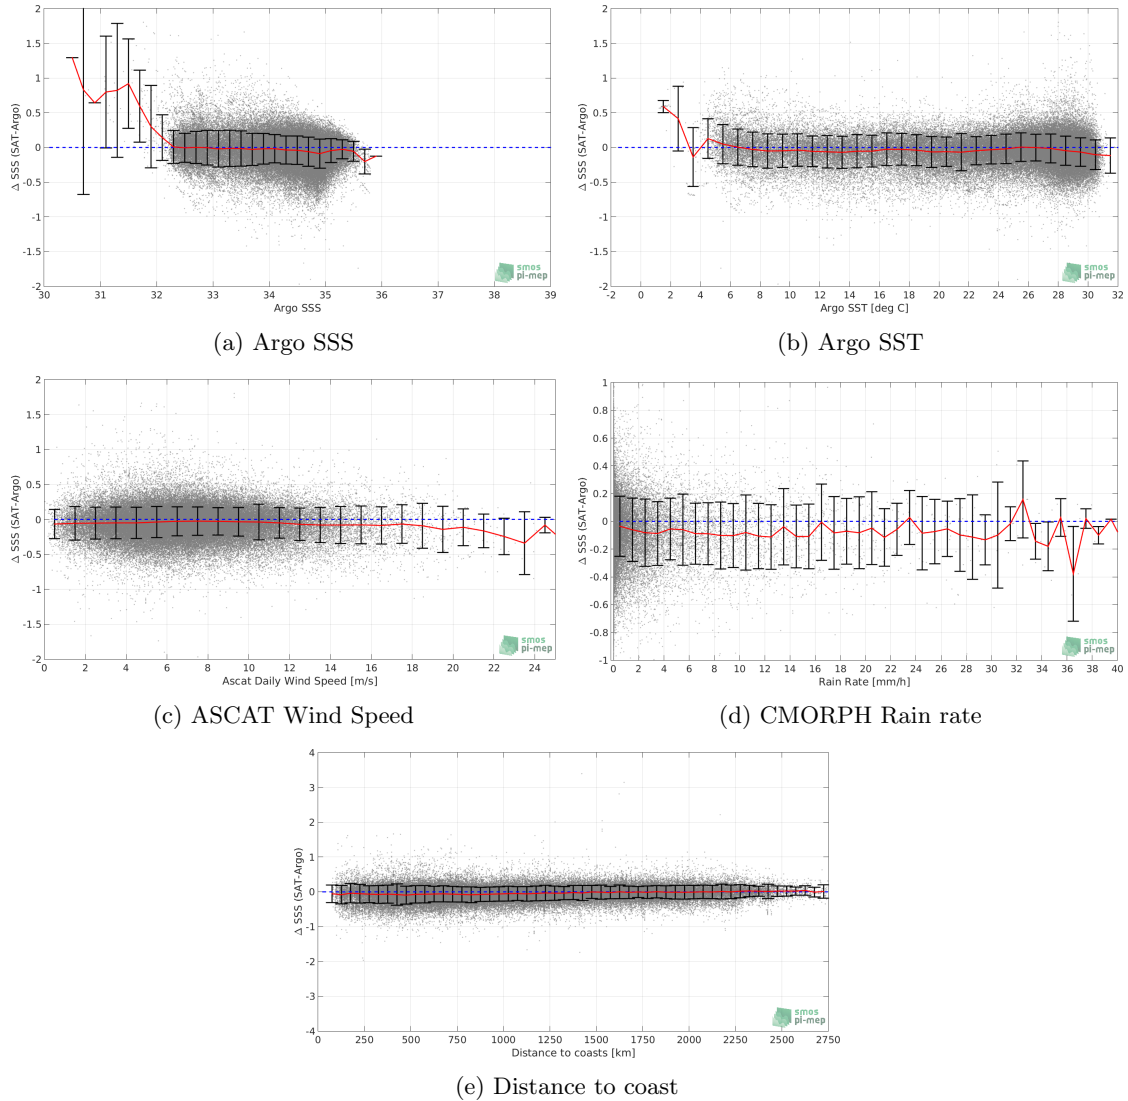 2
1.5
1
0.5
0
-0.5
-1
-1.5
-2
Δ SSS (SAT-Argo)
30 31 32 33 34 35 36 37 38 39
Argo SSS
smos
pi-mep
(a) Argo SSS
2
1.5
1
0.5
0
-0.5
-1
-1.5
-2
Δ SSS (SAT-Argo)
-2 0 2 4 6 8 10 12 14 16 18 20 22 24 26 28 30 32
Argo SST [deg C]
smos
pi-mep
(b) Argo SST
2
1.5
1
0.5
0
-0.5
-1
-1.5
-2
Δ SSS (SAT-Argo)
0 2 4 6 8 10 12 14 16 18 20 22 24
Ascat Daily Wind Speed [m/s]
smos
pi-mep
(c) ASCAT Wind Speed
1
0.8
0.6
0.4
0.2
0
-0.2
-0.4
-0.6
-0.8
-1
Δ SSS (SAT-Argo)
0 2 4 6 8 10 12 14 16 18 20 22 24 26 28 30 32 34 36 38 40
Rain Rate [mm/h]
smos
pi-mep
(d) CMORPH Rain rate
4
3
2
1
0
-1
-2
-3
-4
Δ SSS (SAT-Argo)
0 250 500 750 1000 1250 1500 1750 2000 2250 2500 2750
Distance to coasts [km]
smos
pi-mep
(e) Distance to coast